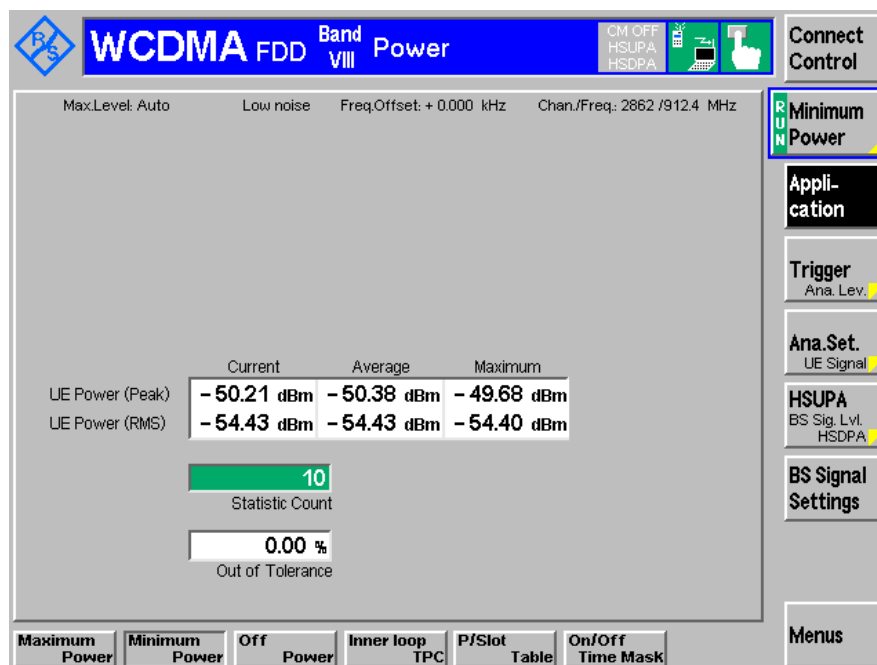 R&S
WCDMA FDD Band VIII Power
CM OFF
HSUPA
HSDPA
Connect Control
Max.Level: Auto Low noise Freq.Offset: + 0.000 kHz Chan./Freq.: 2862 /912.4 MHz
RUN
Minimum Power
Appli-
cation
Trigger
Ana. Lev.
Ana.Set.
UE Signal
Current Average Maximum
UE Power (Peak) – 50.21 dBm – 50.38 dBm – 49.68 dBm
UE Power (RMS) – 54.43 dBm – 54.43 dBm – 54.40 dBm
HSUPA
BS Sig. Lvl.
HSDPA
10
Statistic Count
BS Signal
Settings
0.00 %
Out of Tolerance
Maximum Power
Minimum Power
Off Power
Inner loop TPC
P/Slot Table
On/Off Time Mask
Menus